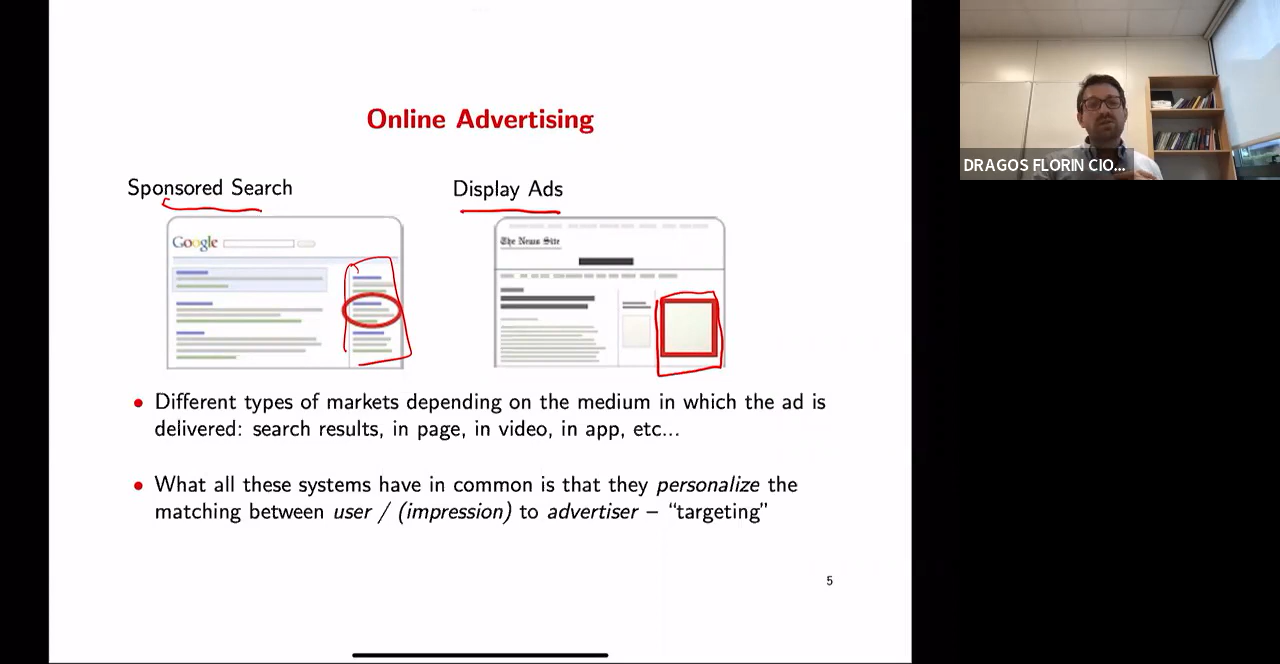 Online Advertising
Sponsored Search
Display Ads
Google
The News Site
• Different types of markets depending on the medium in which the ad is
delivered: search results, in page, in video, in app, etc...
• What all these systems have in common is that they personalize the
matching between user / (impression) to advertiser – “targeting”
5
DRAGOS FLORIN CIO...